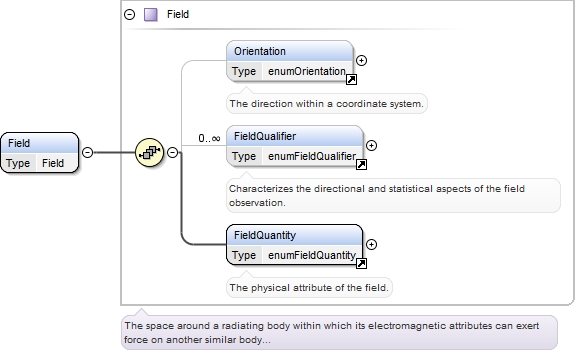 Field
Orientation
Type enumOrientation
The direction within a coordinate system.
0..∞
FieldQualifier
Type enumFieldQualifier
Characterizes the directional and statistical aspects of the field
observation.
Field
Type Field
FieldQuantity
Type enumFieldQuantity
The physical attribute of the field.
The space around a radiating body within which its electromagnetic attributes can exert
force on another similar body...